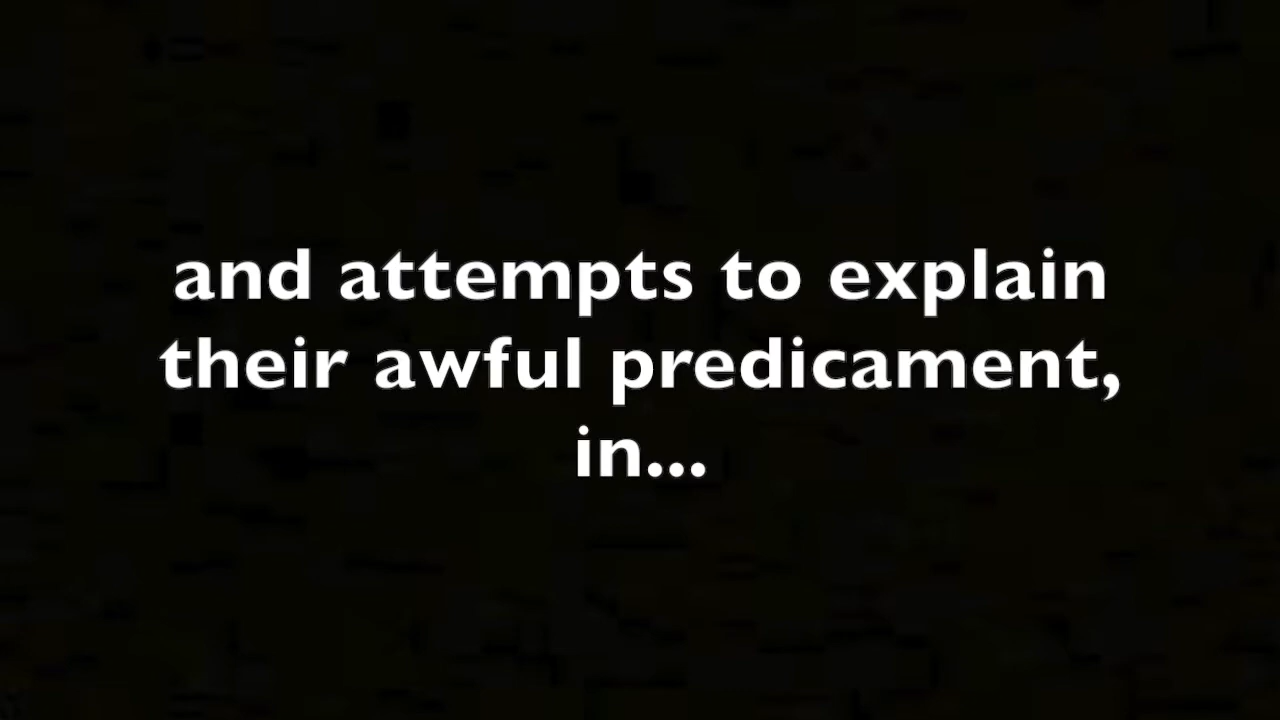 and attempts to explain
their awful predicament,
in...